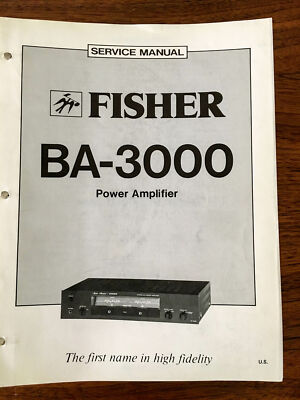 SERVICE MANUAL
FISHER
BA-3000
Power Amplifier
The first name in high fidelity
U.S.